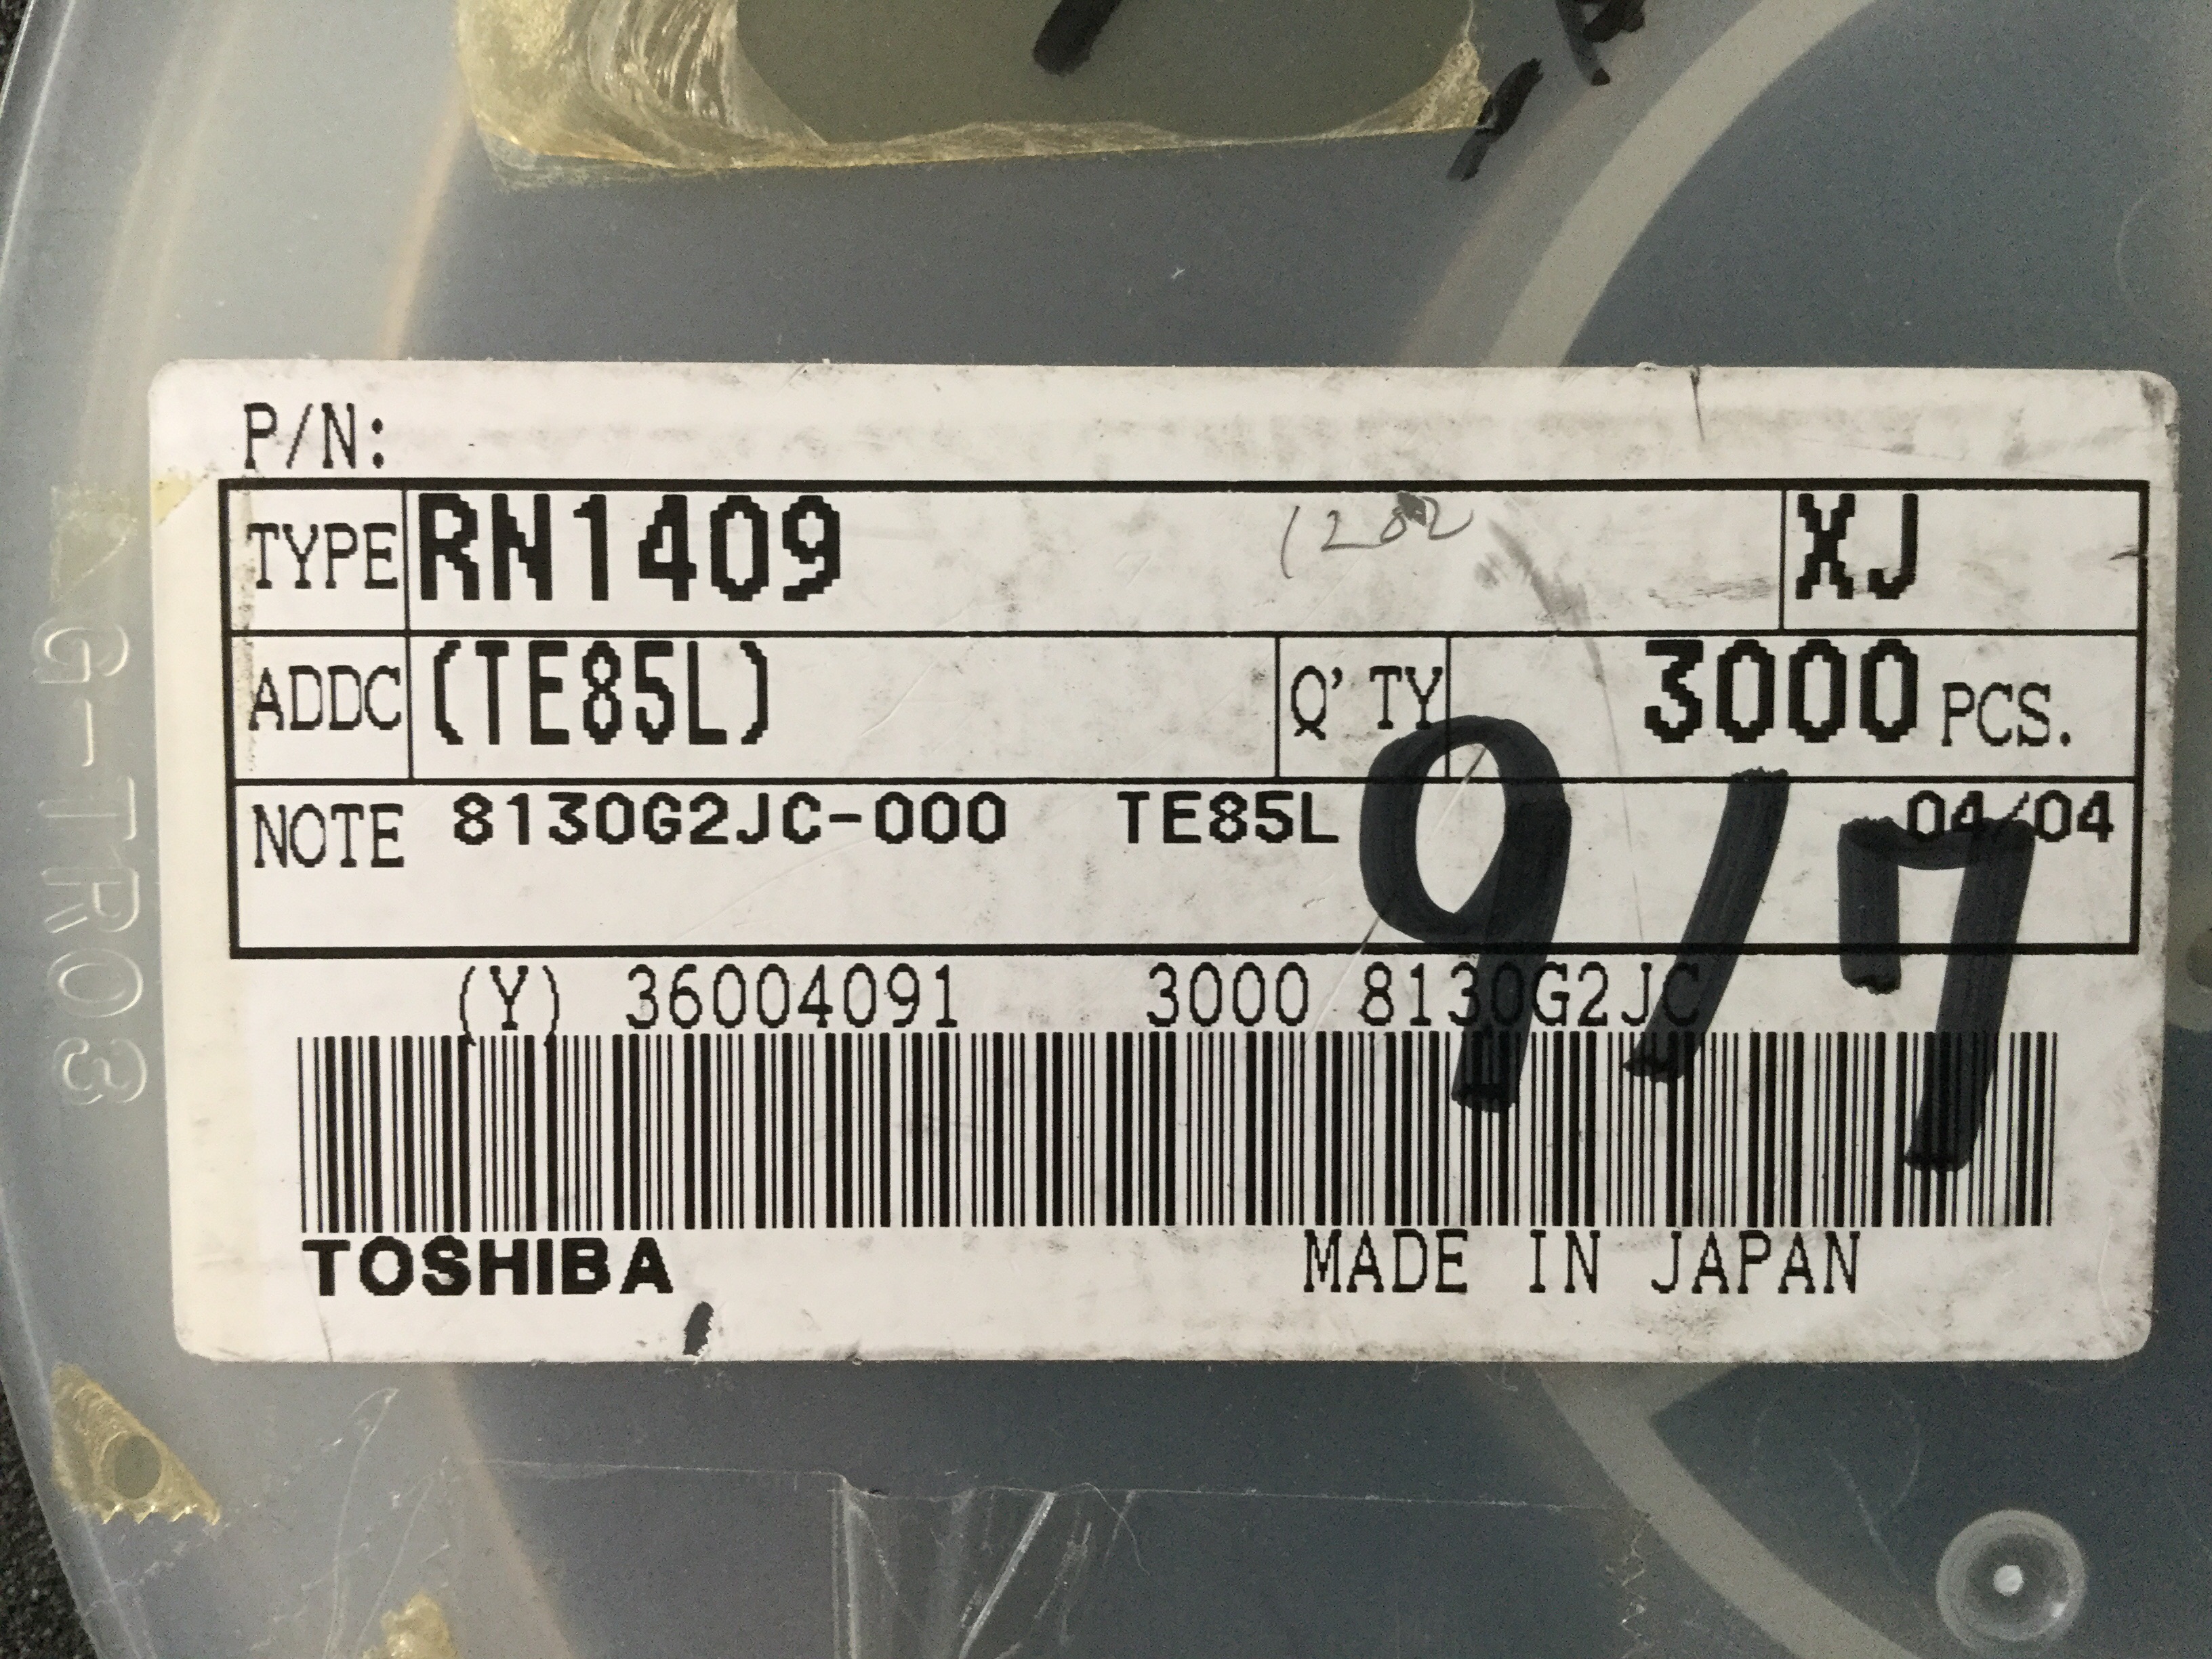 P/N:
TYPE RN1409 1202 XJ
ADDC (TE85L) Q'TY 3000 PCS.
NOTE 8130G2JC-000 TE85L 04/04
9/7
(Y) 36004091 3000 8130G2JC
TOSHIBA MADE IN JAPAN
G-TR03